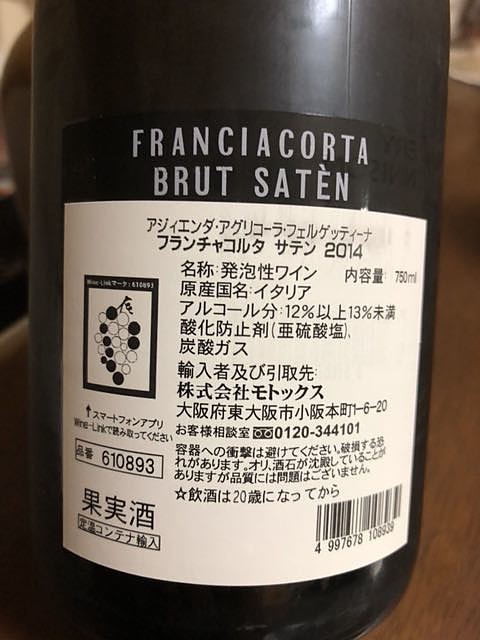 FRANCIACORTA
BRUT SATÈN
アジィエンダ・アグリコーラ・フェルゲッティーナ
フランチャコルタ サテン 2014
名称:発泡性ワイン 内容量: 750ml
原産国名:イタリア
アルコール分:12%以上13%未満
酸化防止剤(亜硫酸塩)、
炭酸ガス
輸入者及び引取先:
株式会社モトックス
大阪府東大阪市小阪本町1-6-20
お客様相談室 0120-344101
Wine-Linkマーク:610893
↑スマートフォンアプリ
Wine-Linkで読み取ってください
品番 610893
容器への衝撃は避けてください。破損する恐
れがあります。オリ、酒石が沈殿していることが
ありますが品質には問題はございません。
☆飲酒は20歳になってから
果実酒
定温コンテナ輸入
4 997678 108939